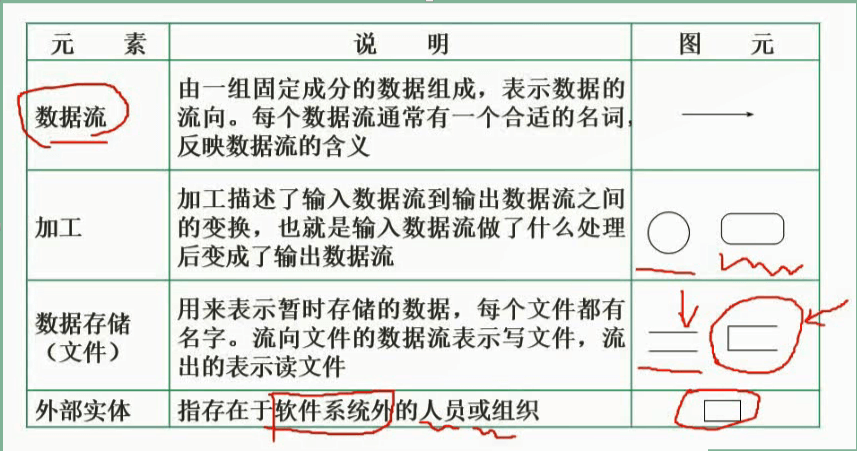 元 素 说 明 图 元
数据流
由一组固定成分的数据组成，表示数据的
流向。每个数据流通常有一个合适的名词，
反映数据流的含义
加工
加工描述了输入数据流到输出数据流之间
的变换，也就是输入数据流做了什么处理
后变成了输出数据流
数据存储
（文件）
用来表示暂时存储的数据，每个文件都有
名字。流向文件的数据流表示写文件，流
出的表示读文件
外部实体
指存在于软件系统外的人员或组织